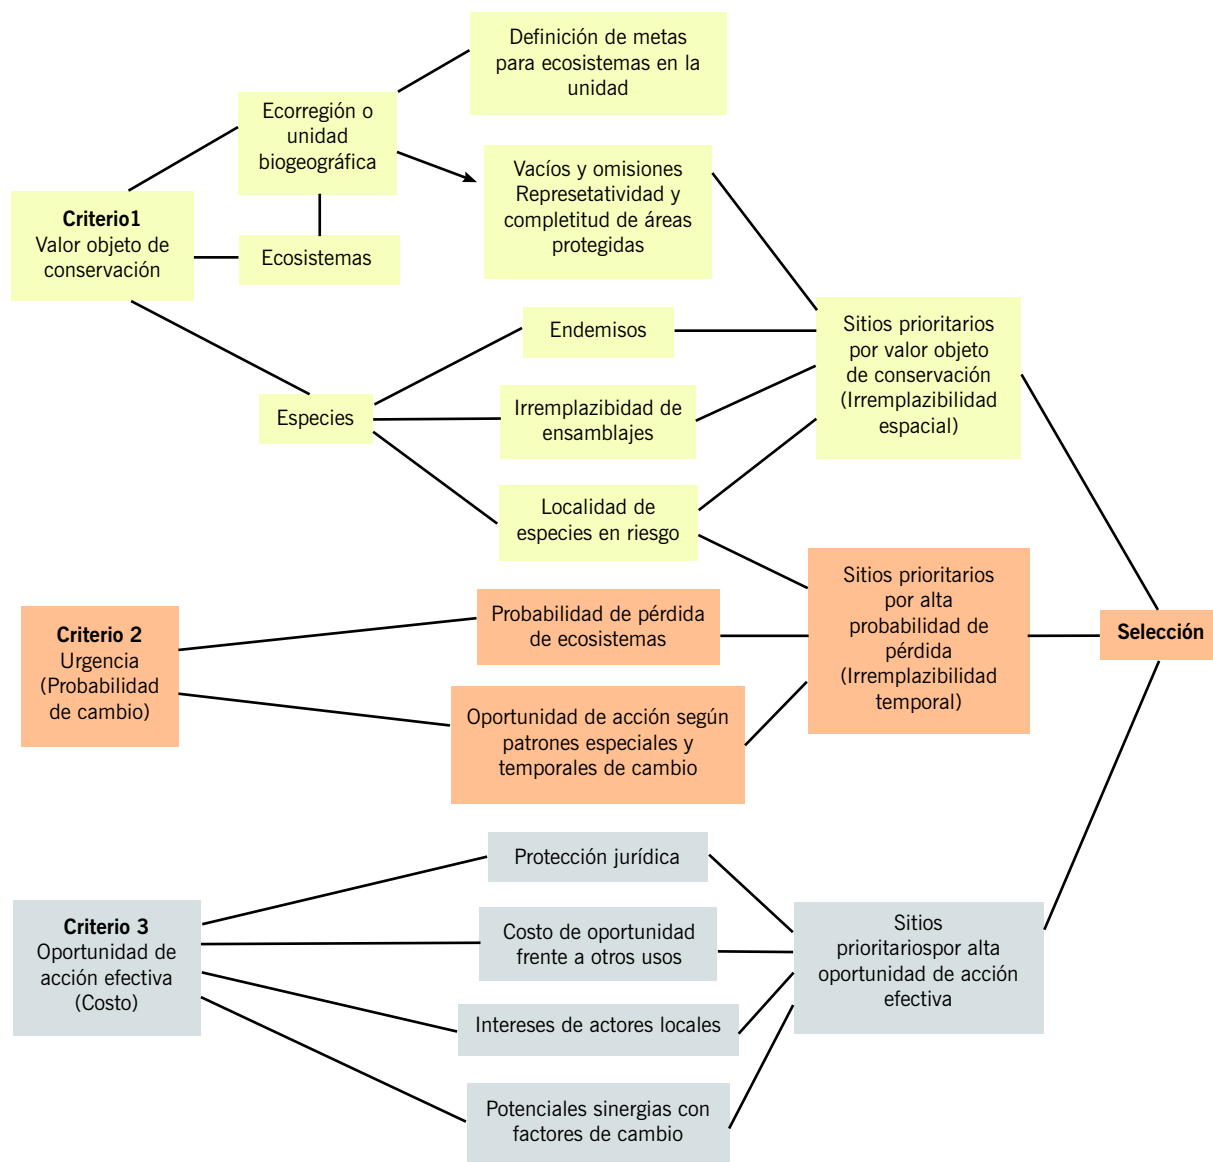 Definición de metas
para ecosistemas en la
unidad
Ecorregión o
unidad
biogeográfica
Vacíos y omisiones
Represetatividad y
completitud de áreas
protegidas
Criterio1
Valor objeto de
conservación
Ecosistemas
Endemisos
Sitios prioritarios
por valor objeto
de conservación
(Irremplazibilidad
espacial)
Especies
Irremplazibidad de
ensamblajes
Localidad de
especies en riesgo
Criterio 2
Urgencia
(Probabilidad
de cambio)
Probabilidad de pérdida
de ecosistemas
Oportunidad de acción según
patrones especiales y
temporales de cambio
Sitios prioritarios
por alta
probabilidad de
pérdida
(Irremplazibilidad
temporal)
Selección
Criterio 3
Oportunidad de
acción efectiva
(Costo)
Protección jurídica
Costo de oportunidad
frente a otros usos
Intereses de actores locales
Potenciales sinergias con
factores de cambio
Sitios
prioritariospor alta
oportunidad de acción
efectiva